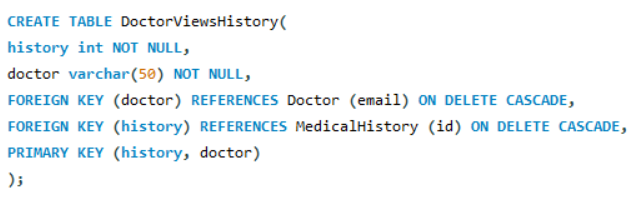 CREATE TABLE DoctorViewsHistory(
history int NOT NULL,
doctor varchar(50) NOT NULL,
FOREIGN KEY (doctor) REFERENCES Doctor (email) ON DELETE CASCADE,
FOREIGN KEY (history) REFERENCES MedicalHistory (id) ON DELETE CASCADE,
PRIMARY KEY (history, doctor)
);